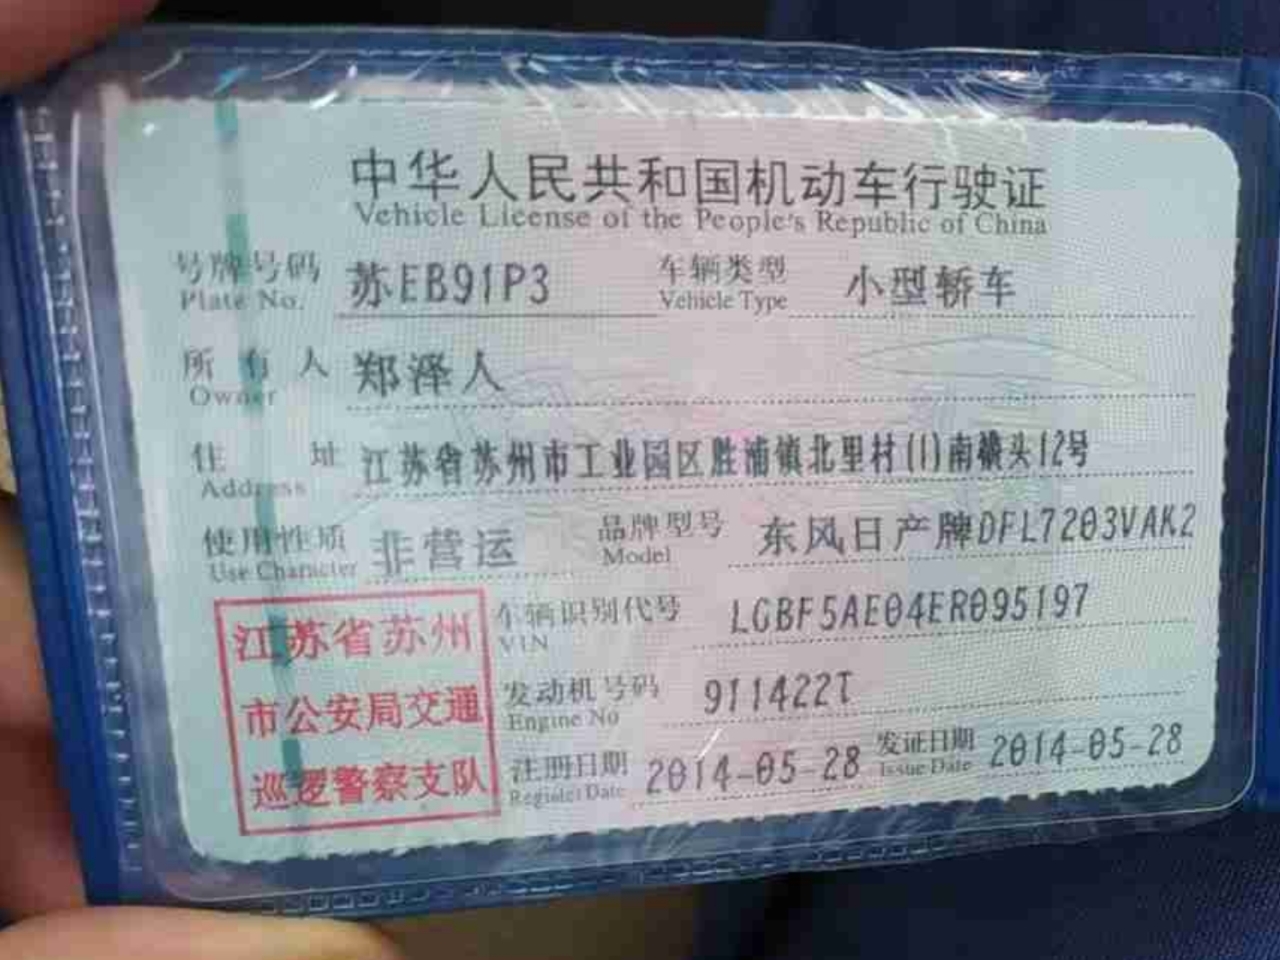 中华人民共和国机动车行驶证
Vehicle License of the People's Republic of China
号牌号码 苏EB91P3 车辆类型 小型轿车
Plate No. Vehicle Type
所有人 郑泽人
Owner
住址 江苏省苏州市工业园区胜浦镇北里村(1)南横头12号
Address
使用性质 非营运 品牌型号 东风日产牌DFL7203VAK2
Use Character Model
江苏省苏州
市公安局交通
巡逻警察支队
车辆识别代号 LGBF5AE04ER095197
VIN
发动机号码 911422T
Engine No
注册日期 2014-05-28 发证日期 2014-05-28
Register Date Issue Date